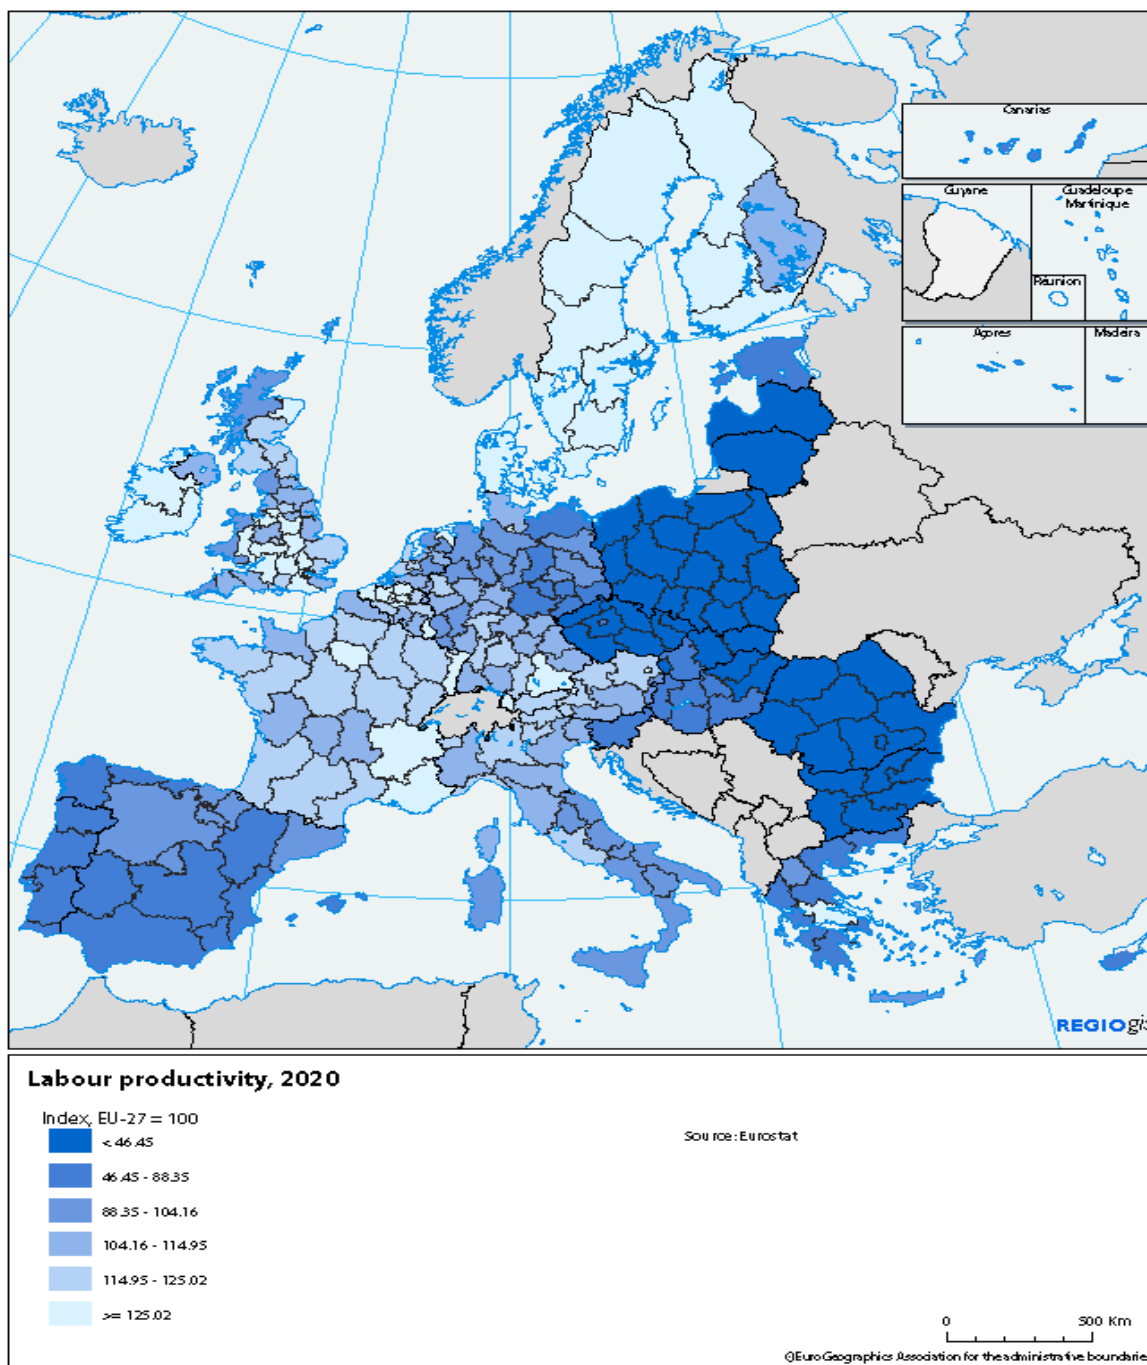 Canarias
Guyane
Guadeloupe
Martinique
Réunion
Açores
Madeira
REGIOgis
Labour productivity, 2020
Index, EU-27 = 100
< 46.45
46.45 - 88.35
88.35 - 104.16
104.16 - 114.95
114.95 - 125.02
>= 125.02
Source: Eurostat
0 500 Km
©EuroGeographics Association for the administrative boundarie